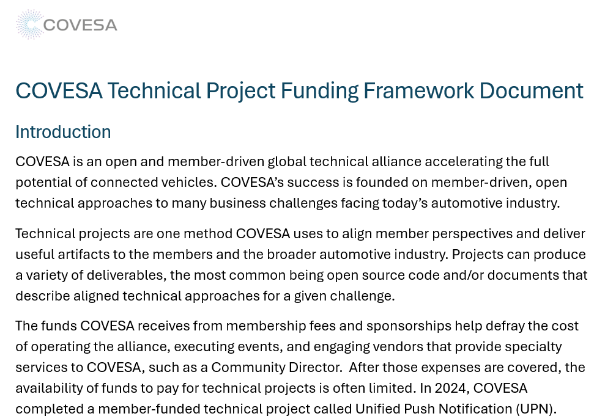 COVESA
COVESA Technical Project Funding Framework Document
Introduction
COVESA is an open and member-driven global technical alliance accelerating the full
potential of connected vehicles. COVESA’s success is founded on member-driven, open
technical approaches to many business challenges facing today’s automotive industry.
Technical projects are one method COVESA uses to align member perspectives and deliver
useful artifacts to the members and the broader automotive industry. Projects can produce
a variety of deliverables, the most common being open source code and/or documents that
describe aligned technical approaches for a given challenge.
The funds COVESA receives from membership fees and sponsorships help defray the cost
of operating the alliance, executing events, and engaging vendors that provide specialty
services to COVESA, such as a Community Director.  After those expenses are covered, the
availability of funds to pay for technical projects is often limited. In 2024, COVESA
completed a member-funded technical project called Unified Push Notification (UPN).